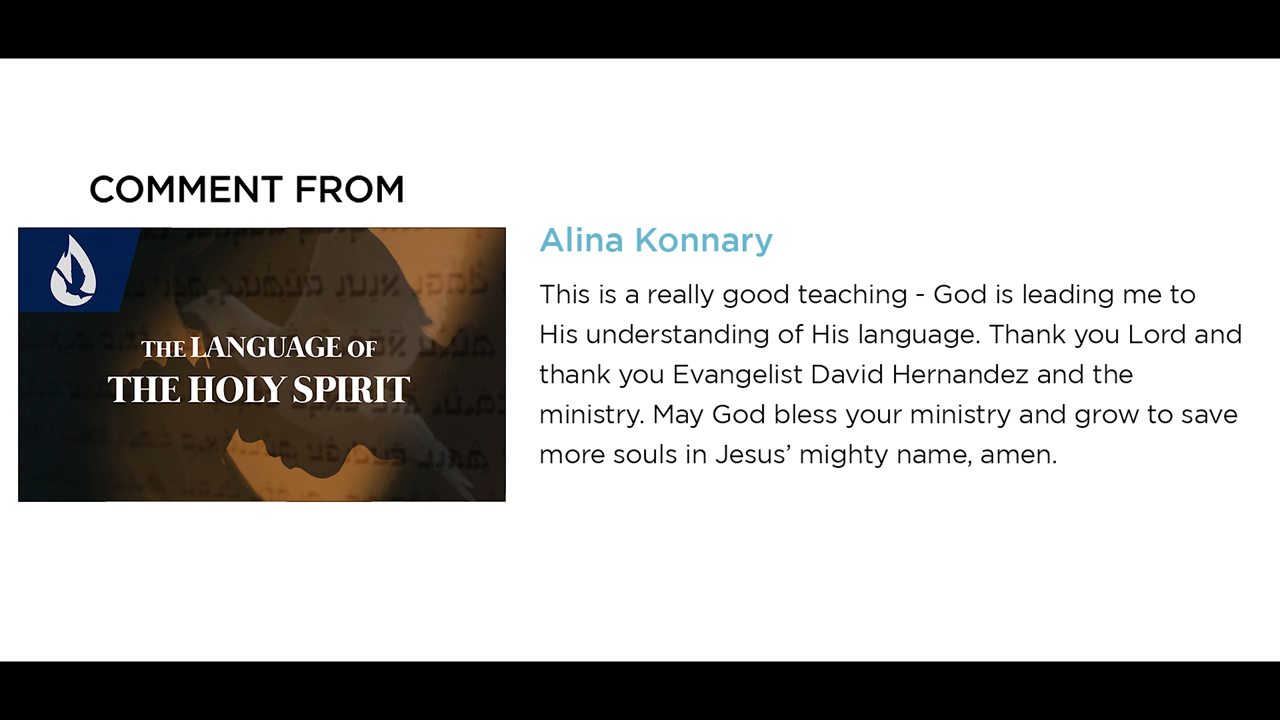 COMMENT FROM
THE LANGUAGE OF
THE HOLY SPIRIT
Alina Konnary
This is a really good teaching - God is leading me to
His understanding of His language. Thank you Lord and
thank you Evangelist David Hernandez and the
ministry. May God bless your ministry and grow to save
more souls in Jesus’ mighty name, amen.